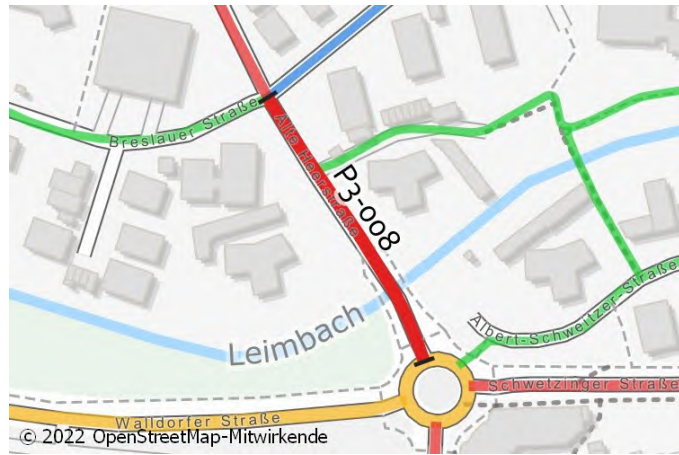 Breslauer Straße
Alte Heerstraße
P3-008
Leimbach
Albert-Schweitzer-Straße
Schwetzinger Straße
Walldorfer Straße
© 2022 OpenStreetMap-Mitwirkende